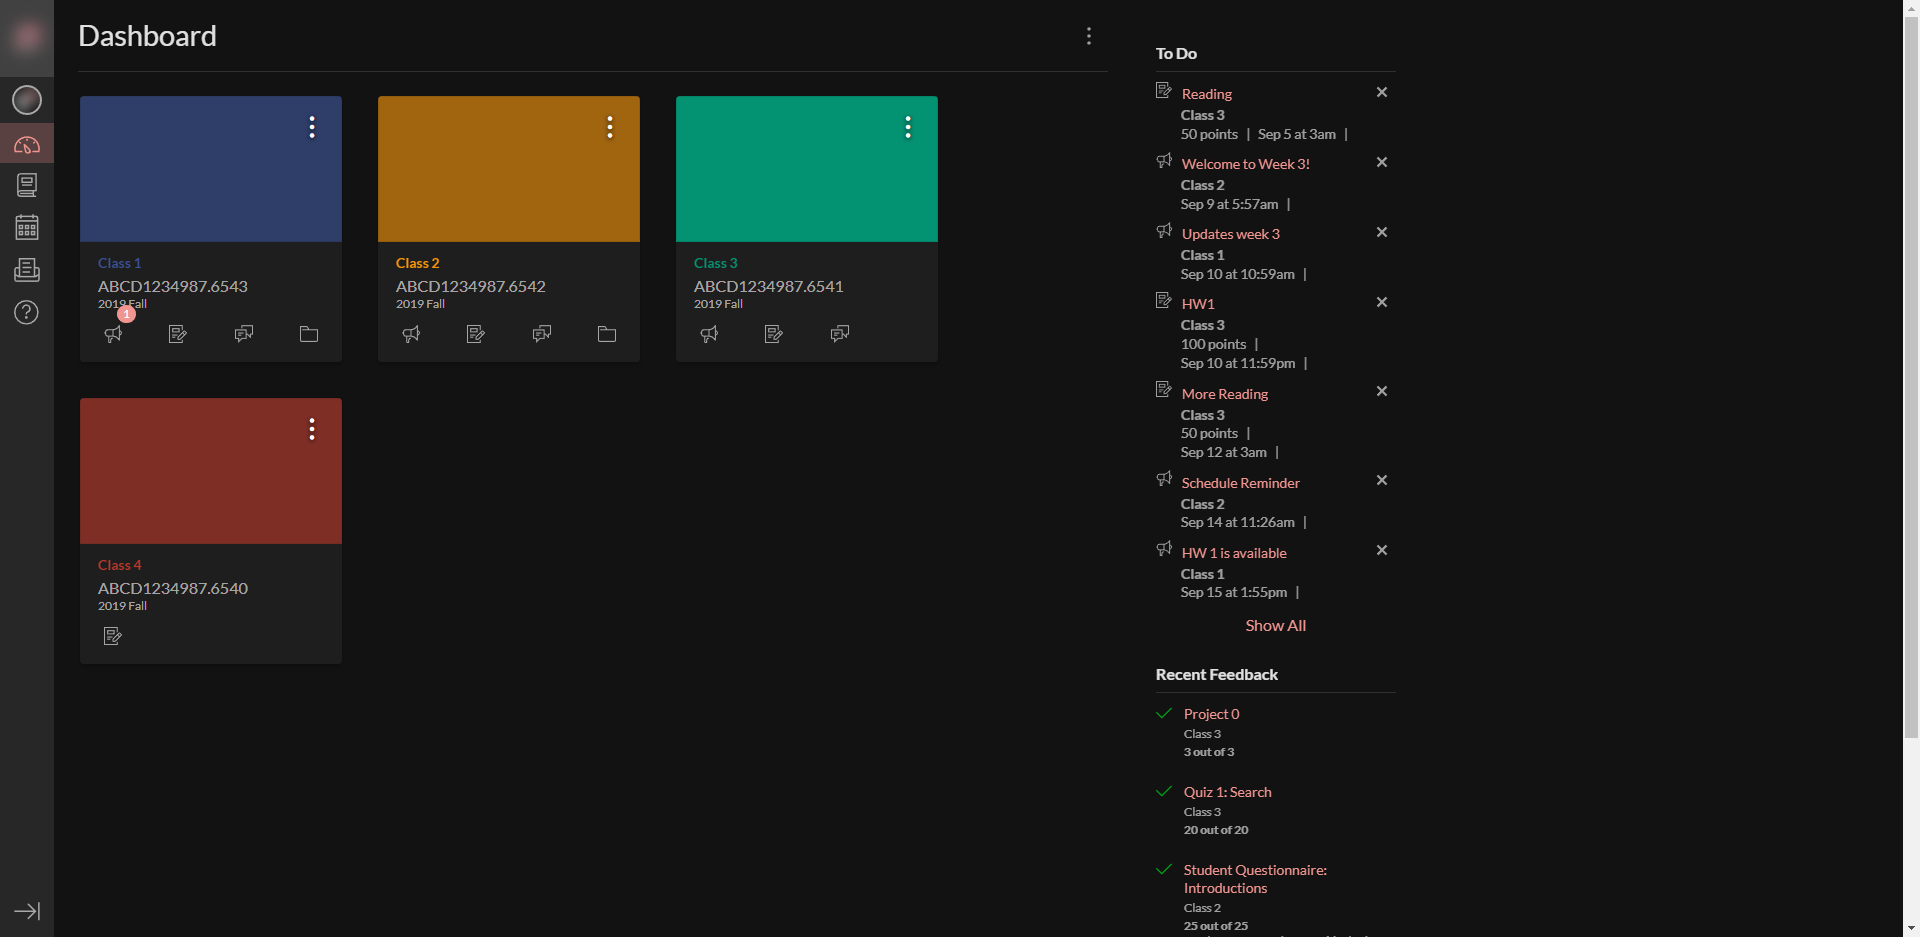 Dashboard
Class 1
ABCD1234987.6543
2019 Fall
1
Class 2
ABCD1234987.6542
2019 Fall
Class 3
ABCD1234987.6541
2019 Fall
Class 4
ABCD1234987.6540
2019 Fall
To Do
Reading
Class 3
50 points | Sep 5 at 3am |
Welcome to Week 3!
Class 2
Sep 9 at 5:57am |
Updates week 3
Class 1
Sep 10 at 10:59am |
HW1
Class 3
100 points |
Sep 10 at 11:59pm |
More Reading
Class 3
50 points |
Sep 12 at 3am |
Schedule Reminder
Class 2
Sep 14 at 11:26am |
HW 1 is available
Class 1
Sep 15 at 1:55pm |
Show All
Recent Feedback
Project 0
Class 3
3 out of 3
Quiz 1: Search
Class 3
20 out of 20
Student Questionnaire:
Introductions
Class 2
25 out of 25